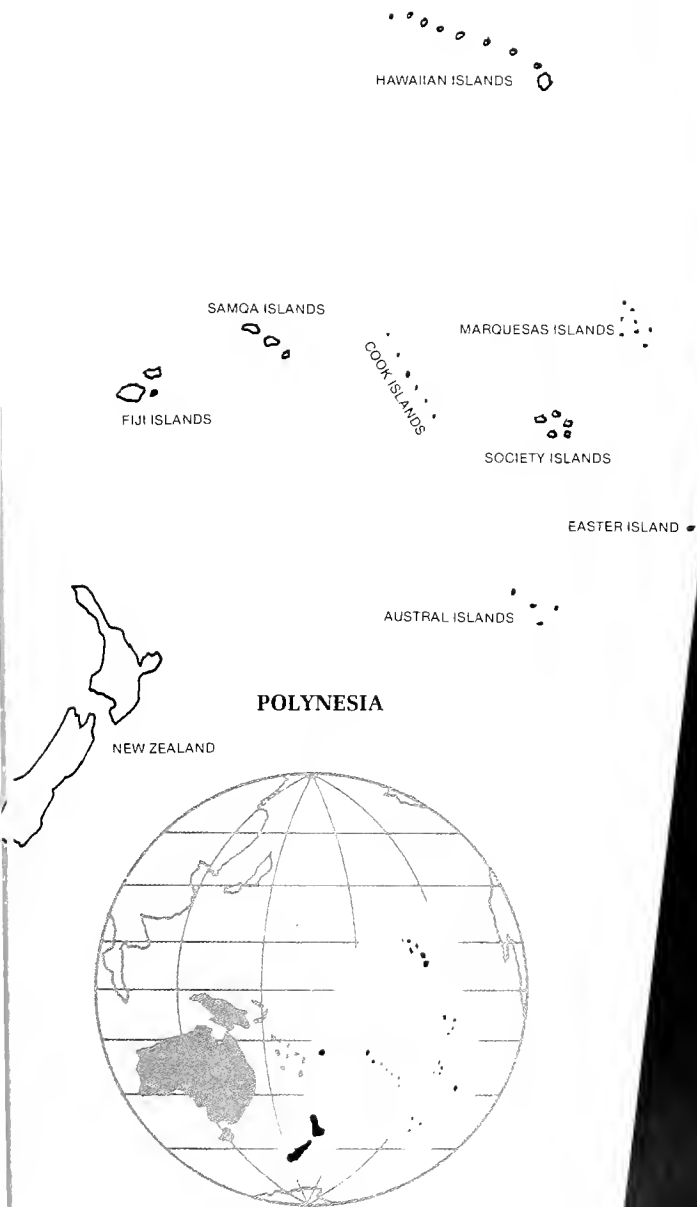 HAWAIIAN ISLANDS
SAMOA ISLANDS
MARQUESAS ISLANDS
COOK ISLANDS
FIJI ISLANDS
SOCIETY ISLANDS
EASTER ISLAND
AUSTRAL ISLANDS
POLYNESIA
NEW ZEALAND